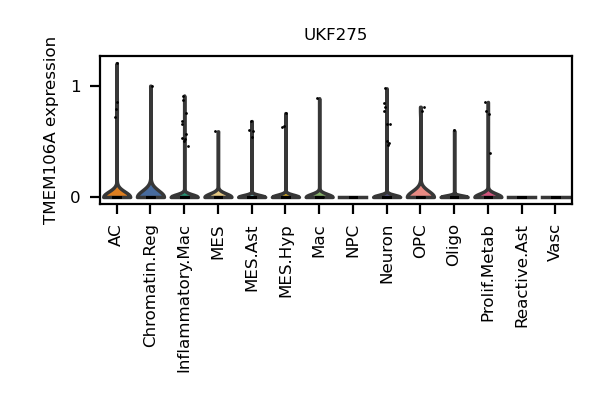 UKF275
TMEM106A expression
1
0
AC
Chromatin.Reg
Inflammatory.Mac
MES
MES.Ast
MES.Hyp
Mac
NPC
Neuron
OPC
Oligo
Prolif.Metab
Reactive.Ast
Vasc